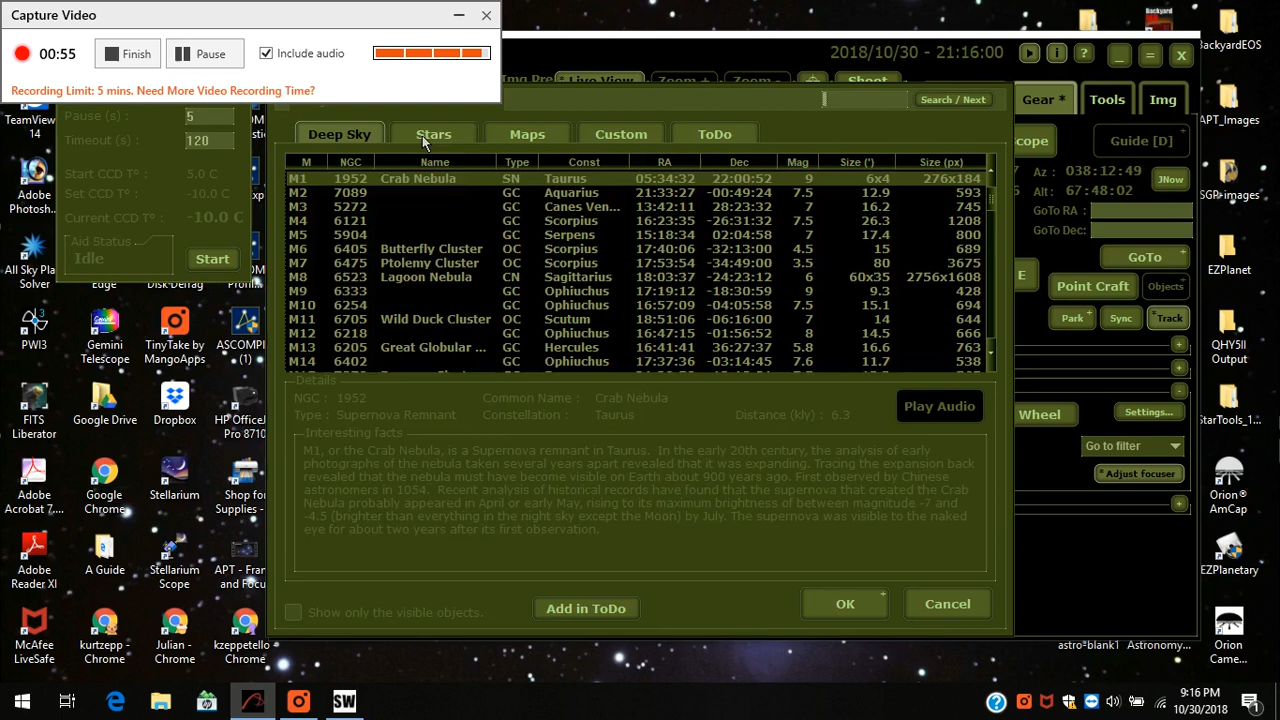 Capture Video
00:55 Finish Pause Include audio
Recording Limit: 5 mins. Need More Video Recording Time?
2018/10/30 - 21:16:00
BackyardEOS
Img Pre
* Live View
Zoom +
Zoom -
Shoot
Search / Next
Gear * Tools Img
TeamViewer 14
Pause (s) : 5
Timeout (s) : 120
Start CCD Tº : 5.0 C
Set CCD Tº : -10.0 C
Current CCD Tº : -10.0 C
Aid Status
Idle
Start
Deep Sky Stars Maps Custom ToDo
M NGC Name Type Const RA Dec Mag Size (') Size (px)
M1 1952 Crab Nebula SN Taurus 05:34:32 22:00:52 9 6x4 276x184
M2 7089 GC Aquarius 21:33:27 -00:49:24 7.5 12.9 593
M3 5272 GC Canes Ven... 13:42:11 28:23:32 7 16.2 745
M4 6121 GC Scorpius 16:23:35 -26:31:32 7.5 26.3 1208
M5 5904 GC Serpens 15:18:34 02:04:58 7 17.4 800
M6 6405 Butterfly Cluster OC Scorpius 17:40:06 -32:13:00 4.5 15 689
M7 6475 Ptolemy Cluster OC Scorpius 17:53:54 -34:49:00 3.5 80 3675
M8 6523 Lagoon Nebula CN Sagittarius 18:03:37 -24:23:12 6 60x35 2756x1608
M9 6333 GC Ophiuchus 17:19:12 -18:30:59 9 9.3 428
M10 6254 GC Ophiuchus 16:57:09 -04:05:58 7.5 15.1 694
M11 6705 Wild Duck Cluster OC Scutum 18:51:06 -06:16:00 7 14 644
M12 6218 GC Ophiuchus 16:47:15 -01:56:52 14.5 666
M13 6205 Great Globular ... GC Hercules 16:41:41 36:27:37 5.8 16.6 763
M14 6402 GC Ophiuchus 17:37:36 -03:14:45 7.6 11.7 538
Details
NGC : 1952 Common Name : Crab Nebula
Type : Supernova Remnant Constellation : Taurus Distance (kly) : 6.3
Play Audio
Interesting facts
M1, or the Crab Nebula, is a Supernova remnant in Taurus. In the early 20th century, the analysis of early
photographs of the nebula taken several years apart revealed that it was expanding. Tracing the expansion back
revealed that the nebula must have become visible on Earth about 900 years ago. First observed by Chinese
astronomers in 1054. Recent analysis of historical records have found that the supernova that created the Crab
Nebula probably appeared in April or early May, rising to its maximum brightness of between magnitude -7 and
-4.5 (brighter than everything in the night sky except the Moon) by July. The supernova was visible to the naked
eye for about two years after its first observation.
Show only the visible objects.
Add in ToDo
OK
Cancel
scope
Guide [D]
Az : 038:12:49
Alt : 67:48:02
JNow
GoTo RA :
GoTo Dec:
GoTo
E
Point Craft
Objects
Park
Sync
* Track
Wheel
Settings...
Go to filter
* Adjust focuser
astro*blank1 Astronomy...
Adobe Photosh...
All Sky Plate Solver
Edge
Disk Defrag
Stellarium...
PWI3
Gemini Telescope
TinyTake by MangoApps
ASCOMPI...
FITS Liberator
Google Drive
Dropbox
HP OfficeJ... Pro 8710
Adobe Acrobat 7...
Google Chrome
Stellarium
Shop for Supplies - ...
Adobe Reader XI
A Guide
Stellarium Scope
APT - Fram and Focu...
McAfee LiveSafe
kurtzepp - Chrome
Julian - Chrome
kzeppetello - Chrome
APT_Images
SGP-images
EZPlanet
QHY5II Output
StarTools_1...
Orion® AmCap
EZPlanetary
Orion Came...
SW
9:16 PM
10/30/2018
1